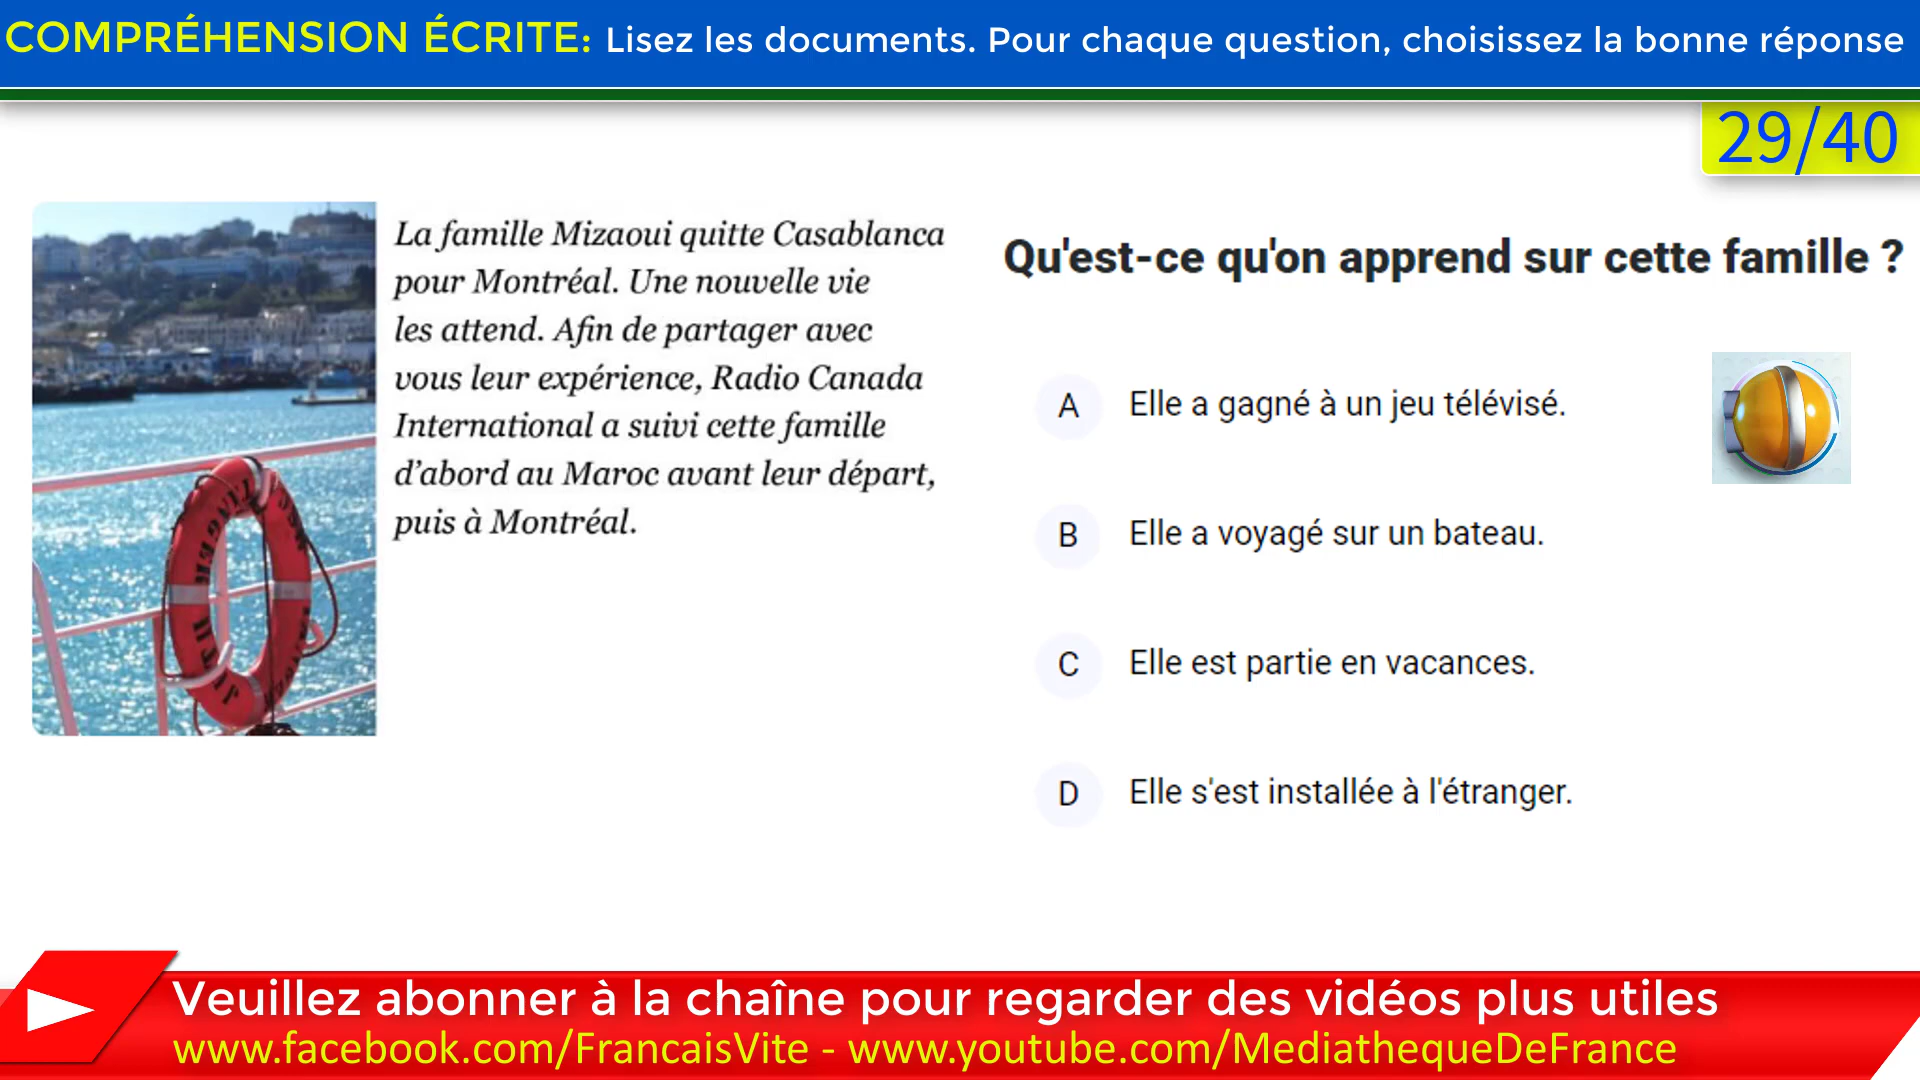 COMPRÉHENSION ÉCRITE: Lisez les documents. Pour chaque question, choisissez la bonne réponse
29/40
La famille Mizaoui quitte Casablanca
pour Montréal. Une nouvelle vie
les attend. Afin de partager avec
vous leur expérience, Radio Canada
International a suivi cette famille
d’abord au Maroc avant leur départ,
puis à Montréal.
Qu'est-ce qu'on apprend sur cette famille ?
A Elle a gagné à un jeu télévisé.
B Elle a voyagé sur un bateau.
C Elle est partie en vacances.
D Elle s'est installée à l'étranger.
Veuillez abonner à la chaîne pour regarder des vidéos plus utiles
www.facebook.com/FrancaisVite - www.youtube.com/MediathequeDeFrance